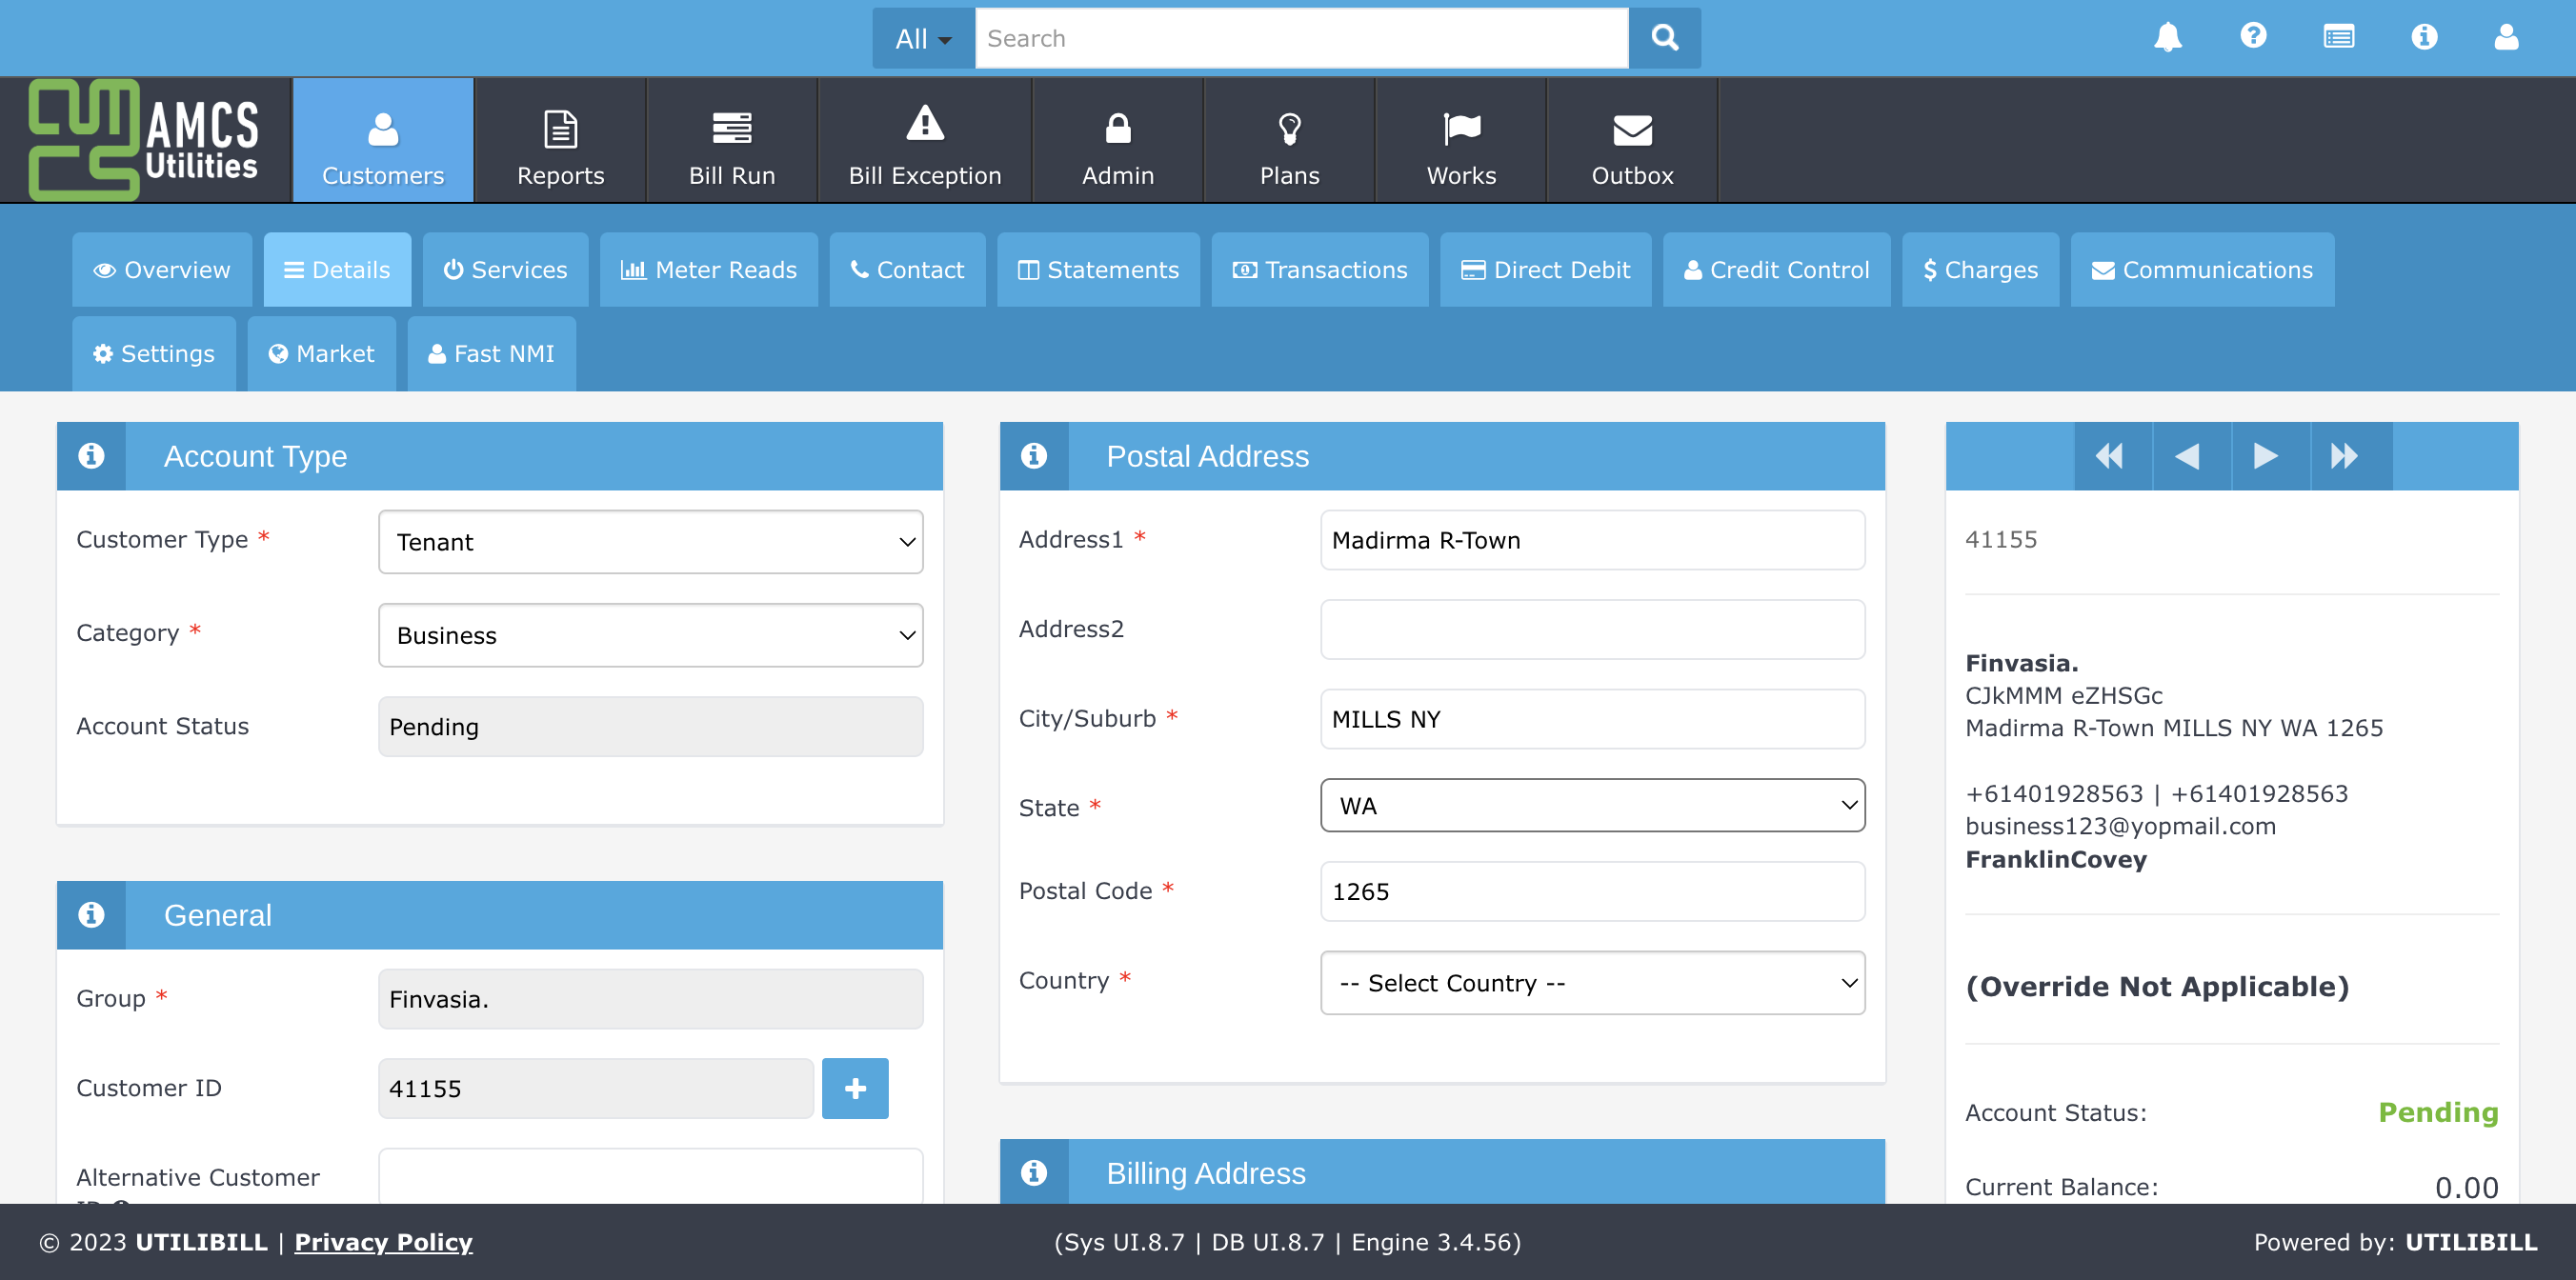 All
Search
AMCS
Utilities
Customers
Reports
Bill Run
Bill Exception
Admin
Plans
Works
Outbox
Overview
Details
Services
Meter Reads
Contact
Statements
Transactions
Direct Debit
Credit Control
$ Charges
Communications
Settings
Market
Fast NMI
Account Type
Customer Type *
Tenant
Category *
Business
Account Status
Pending
General
Group *
Finvasia.
Customer ID
41155
Alternative Customer
Postal Address
Address1 *
Madirma R-Town
Address2
City/Suburb *
MILLS NY
State *
WA
Postal Code *
1265
Country *
-- Select Country --
Billing Address
41155
Finvasia.
CJkMMM eZHSGc
Madirma R-Town MILLS NY WA 1265
+61401928563 | +61401928563
business123@yopmail.com
FranklinCovey
(Override Not Applicable)
Account Status: Pending
Current Balance: 0.00
© 2023 UTILIBILL | Privacy Policy
(Sys UI.8.7 | DB UI.8.7 | Engine 3.4.56)
Powered by: UTILIBILL